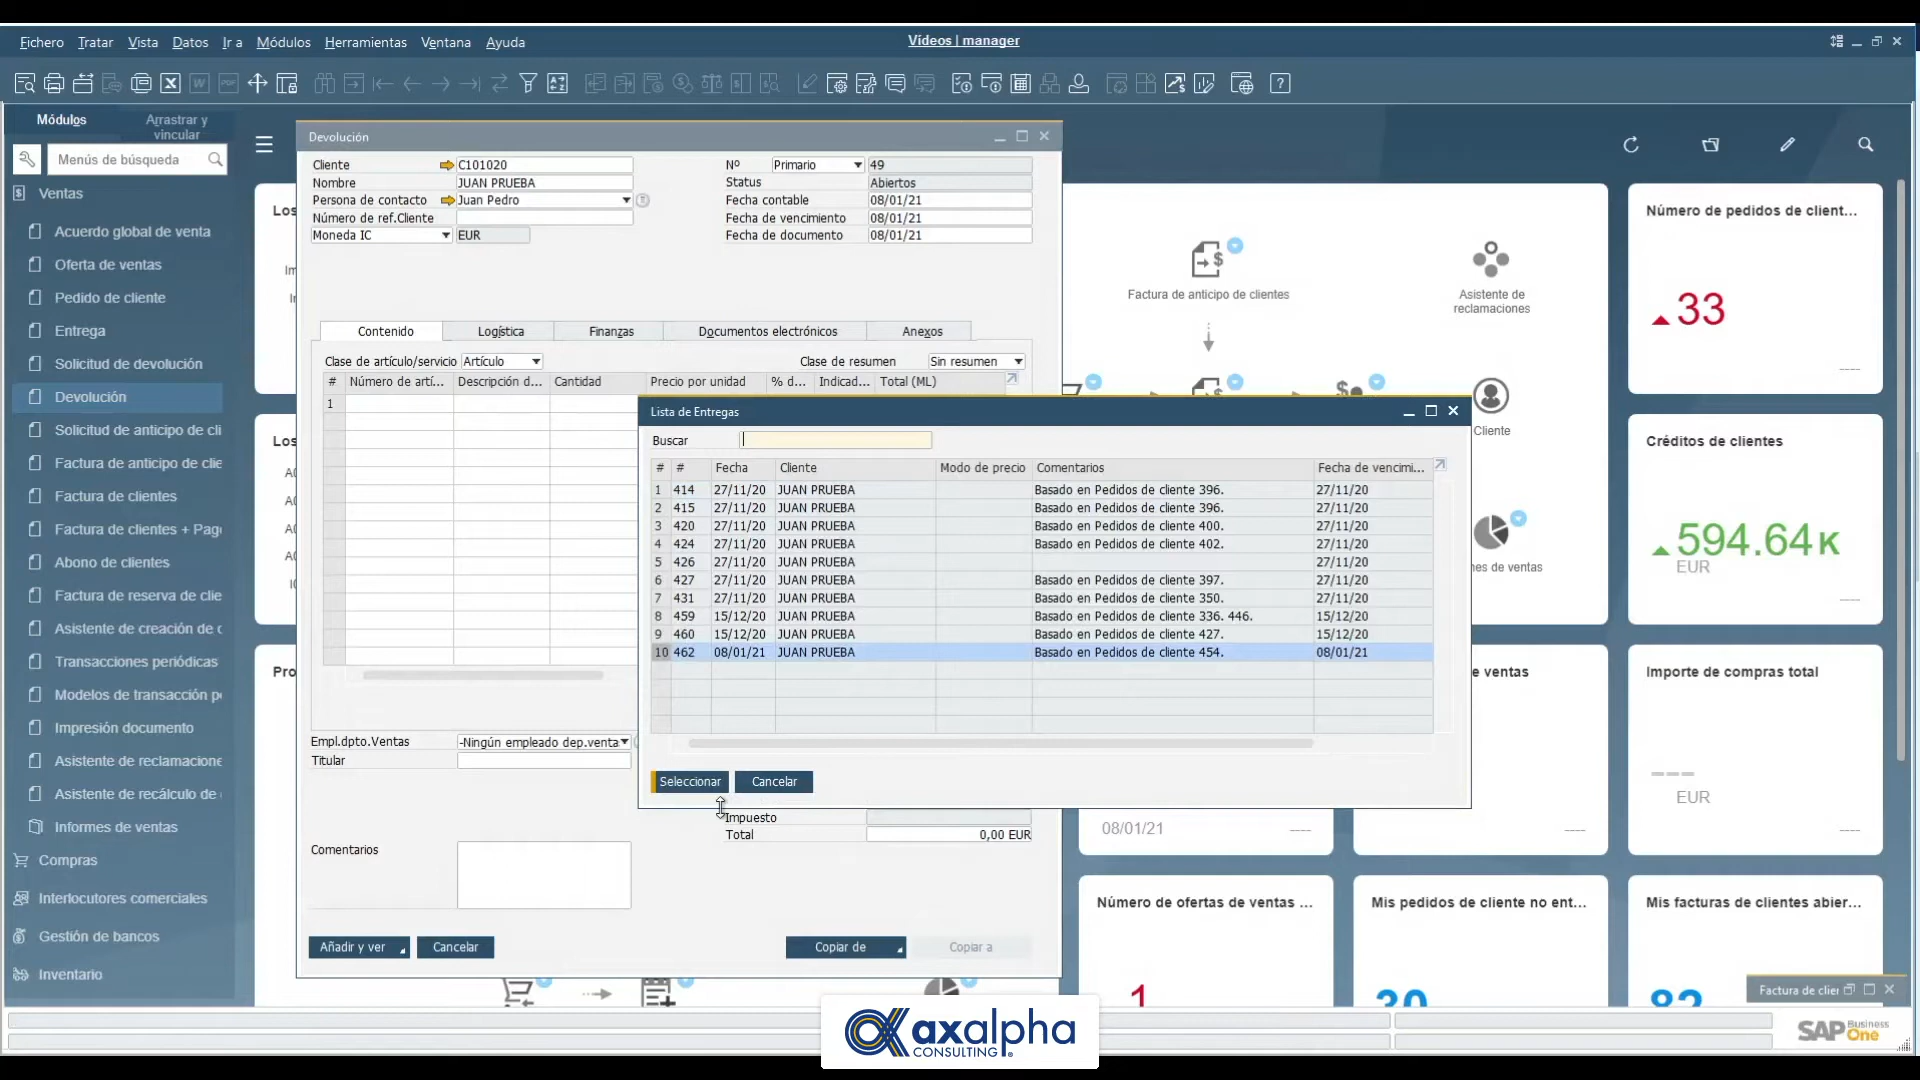 Fichero Tratar Vista Datos Ir a Módulos Herramientas Ventana Ayuda
Vídeos | manager
Módulos
Arrastrar y
vincular
Menús de búsqueda
Ventas
Acuerdo global de venta
Oferta de ventas
Pedido de cliente
Entrega
Solicitud de devolución
Devolución
Solicitud de anticipo de cli
Factura de anticipo de clie
Factura de clientes
Factura de clientes + Pag
Abono de clientes
Factura de reserva de clie
Asistente de creación de
Transacciones periódicas
Modelos de transacción p
Impresión documento
Asistente de reclamacione
Asistente de recálculo de
Informes de ventas
Compras
Interlocutores comerciales
Gestión de bancos
Inventario
Devolución
Cliente C101020
Nombre JUAN PRUEBA
Persona de contacto Juan Pedro
Número de ref.Cliente
Moneda IC EUR
Nº Primario 49
Status Abiertos
Fecha contable 08/01/21
Fecha de vencimiento 08/01/21
Fecha de documento 08/01/21
Contenido Logística Finanzas Documentos electrónicos Anexos
Clase de artículo/servicio Artículo Clase de resumen Sin resumen
# Número de artí... Descripción d... Cantidad Precio por unidad % d... Indicad... Total (ML)
1
Empl.dpto.Ventas -Ningún empleado dep.venta
Titular
Impuesto
Total 0,00 EUR
Comentarios
Añadir y ver Cancelar Copiar de Copiar a
Lista de Entregas
Buscar
# # Fecha Cliente Modo de precio Comentarios Fecha de vencimi...
1 414 27/11/20 JUAN PRUEBA Basado en Pedidos de cliente 396. 27/11/20
2 415 27/11/20 JUAN PRUEBA Basado en Pedidos de cliente 396. 27/11/20
3 420 27/11/20 JUAN PRUEBA Basado en Pedidos de cliente 400. 27/11/20
4 424 27/11/20 JUAN PRUEBA Basado en Pedidos de cliente 402. 27/11/20
5 426 27/11/20 JUAN PRUEBA 27/11/20
6 427 27/11/20 JUAN PRUEBA Basado en Pedidos de cliente 397. 27/11/20
7 431 27/11/20 JUAN PRUEBA Basado en Pedidos de cliente 350. 27/11/20
8 459 15/12/20 JUAN PRUEBA Basado en Pedidos de cliente 336. 446. 15/12/20
9 460 15/12/20 JUAN PRUEBA Basado en Pedidos de cliente 427. 15/12/20
10 462 08/01/21 JUAN PRUEBA Basado en Pedidos de cliente 454. 08/01/21
Seleccionar Cancelar
Los
Los
Pro
Factura de anticipo de clientes
Asistente de
reclamaciones
Cliente
nes de ventas
e ventas
Número de pedidos de client...
33
Créditos de clientes
594.64K
EUR
Importe de compras total
EUR
08/01/21
Número de ofertas de ventas ...
1
Mis pedidos de cliente no ent...
30
Mis facturas de clientes abier...
82
Factura de clier
SAP Business
One
axalpha
CONSULTING®